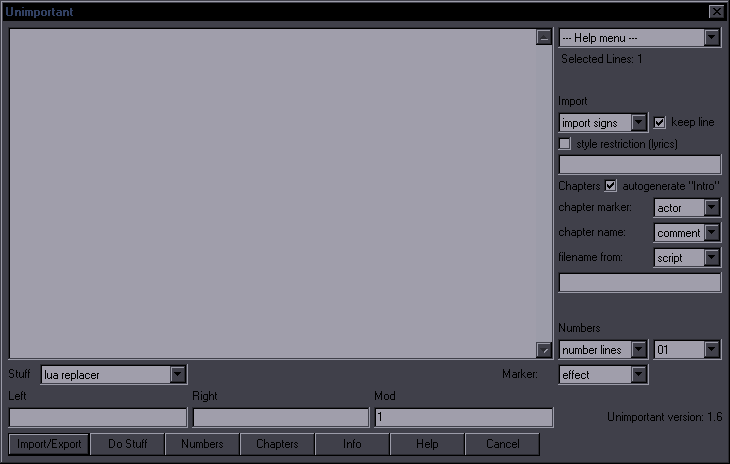 Unimportant
--- Help menu ---
Selected Lines: 1
Import
import signs
keep line
style restriction (lyrics)
Chapters
autogenerate "Intro"
chapter marker:
actor
chapter name:
comment
filename from:
script
Numbers
number lines
01
Stuff
lua replacer
Marker:
effect
Left
Right
Mod
1
Unimportant version: 1.6
Import/Export
Do Stuff
Numbers
Chapters
Info
Help
Cancel